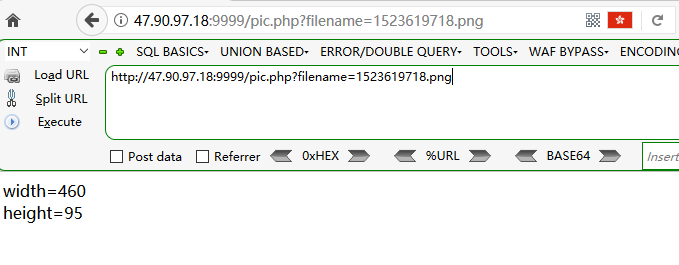 47.90.97.18:9999/pic.php?filename=1523619718.png
INT SQL BASICS UNION BASED ERROR/DOUBLE QUERY TOOLS WAF BYPASS ENCODING
Load URL
http://47.90.97.18:9999/pic.php?filename=1523619718.png
Split URL
Execute
Post data Referrer 0xHEX %URL BASE64 Insert
width=460
height=95